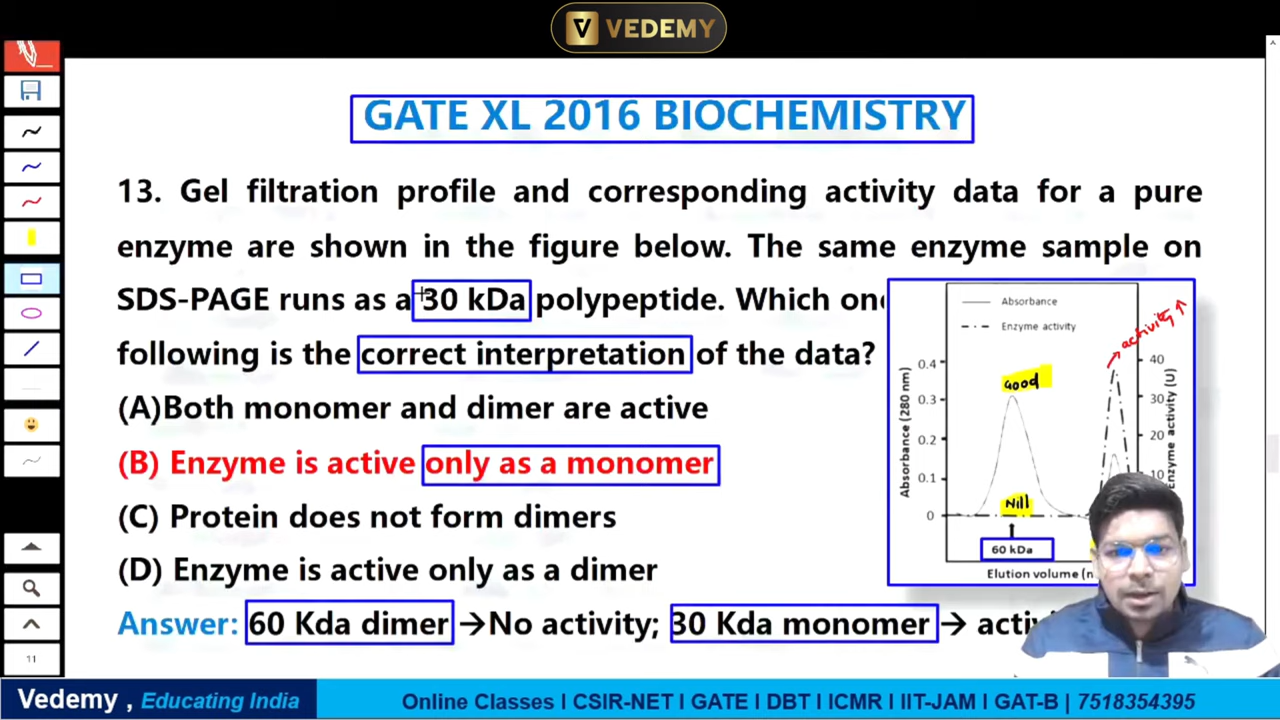 VEDEMY
GATE XL 2016 BIOCHEMISTRY
13. Gel filtration profile and corresponding activity data for a pure
enzyme are shown in the figure below. The same enzyme sample on
SDS-PAGE runs as a 30 kDa polypeptide. Which one
following is the correct interpretation of the data?
(A)Both monomer and dimer are active
(B) Enzyme is active only as a monomer
(C) Protein does not form dimers
(D) Enzyme is active only as a dimer
Answer: 60 Kda dimer →No activity; 30 Kda monomer →
Absorbance
Enzyme activity
activity ↑
Good
Nill
0.4
0.3
0.2
0.1
0
Absorbance (280 nm)
40
30
20
10
Enzyme activity (U)
60 kDa
Elution volume
11
Vedemy , Educating India
Online Classes I CSIR-NET I GATE I DBT I ICMR I IIT-JAM I GAT-B I 7518354395